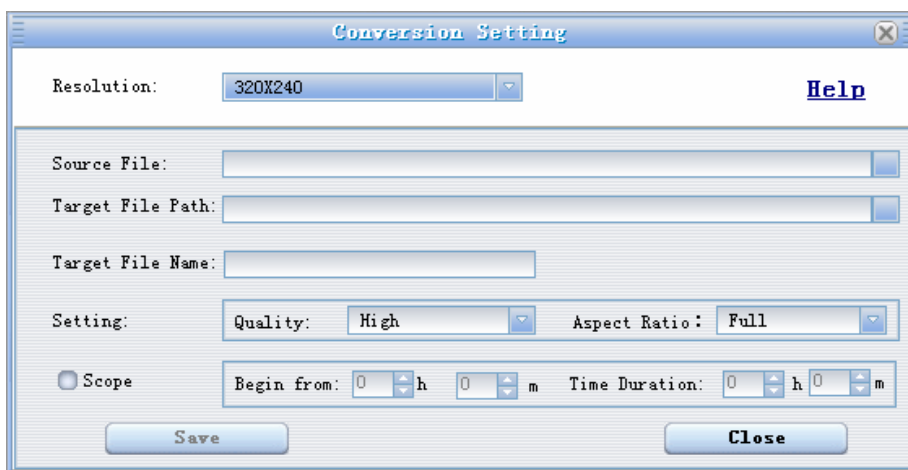 Conversion Setting
Resolution: 320X240 Help
Source File:
Target File Path:
Target File Name:
Setting: Quality: High Aspect Ratio: Full
Scope Begin from: 0 h 0 m Time Duration: 0 h 0 m
Save Close